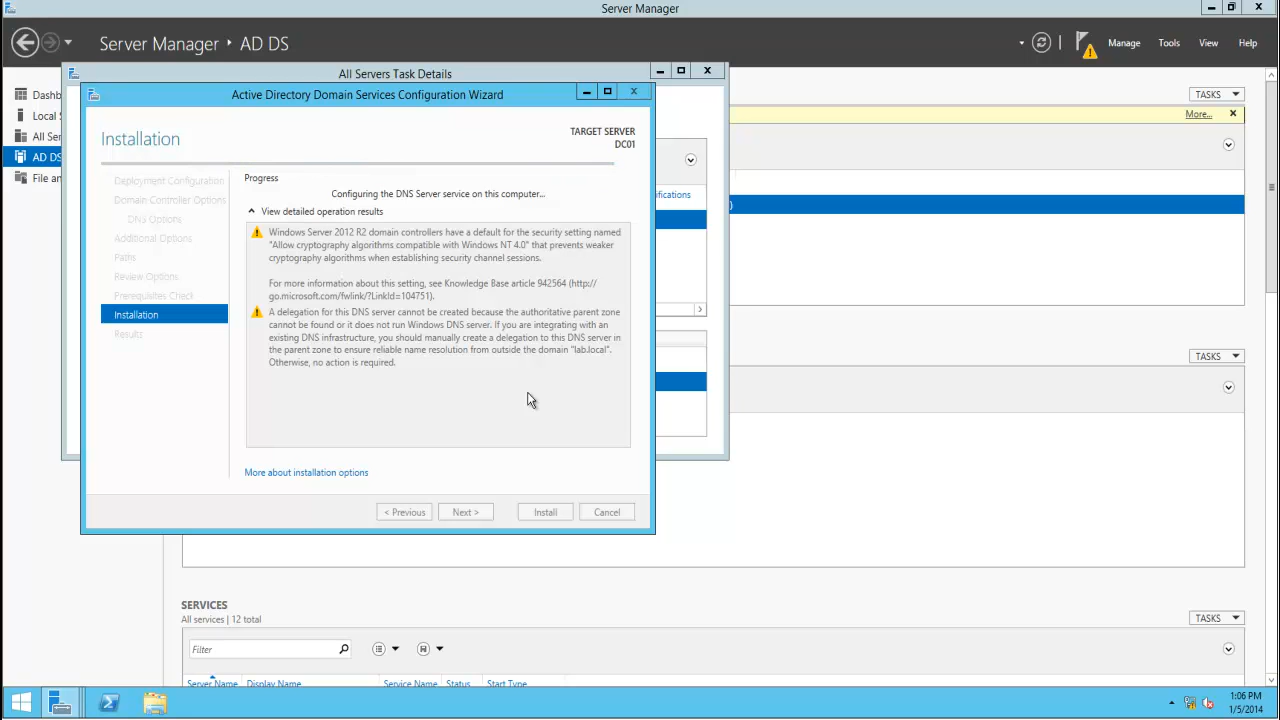 Server Manager
Server Manager • AD DS
Manage Tools View Help
Dashb
Local S
All Ser
AD DS
File an
All Servers Task Details
Active Directory Domain Services Configuration Wizard
Installation
TARGET SERVER
DC01
Deployment Configuration
Domain Controller Options
DNS Options
Additional Options
Paths
Review Options
Prerequisites Check
Installation
Results
Progress
Configuring the DNS Server service on this computer...
View detailed operation results
Windows Server 2012 R2 domain controllers have a default for the security setting named
"Allow cryptography algorithms compatible with Windows NT 4.0" that prevents weaker
cryptography algorithms when establishing security channel sessions.
For more information about this setting, see Knowledge Base article 942564 (http://
go.microsoft.com/fwlink/?LinkId=104751).
A delegation for this DNS server cannot be created because the authoritative parent zone
cannot be found or it does not run Windows DNS server. If you are integrating with an
existing DNS infrastructure, you should manually create a delegation to this DNS server in
the parent zone to ensure reliable name resolution from outside the domain "lab.local".
Otherwise, no action is required.
More about installation options
< Previous Next > Install Cancel
ifications
TASKS
More...
TASKS
SERVICES
All services | 12 total
TASKS
Filter
Server Name Display Name Service Name Status Start Type
1:06 PM
1/5/2014